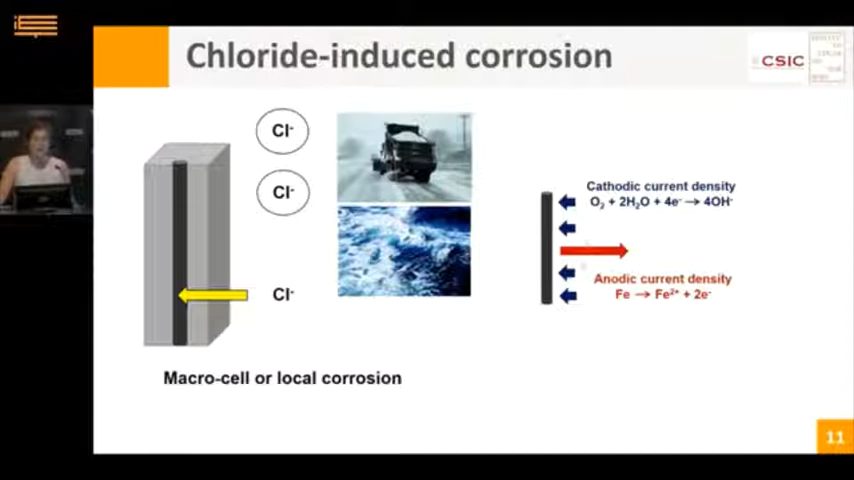 Chloride-induced corrosion
CSIC
Cl-
Cl-
Cl-
Cathodic current density
O₂ + 2H₂O + 4e⁻ → 4OH⁻
Anodic current density
Fe → Fe²⁺ + 2e⁻
Macro-cell or local corrosion
11